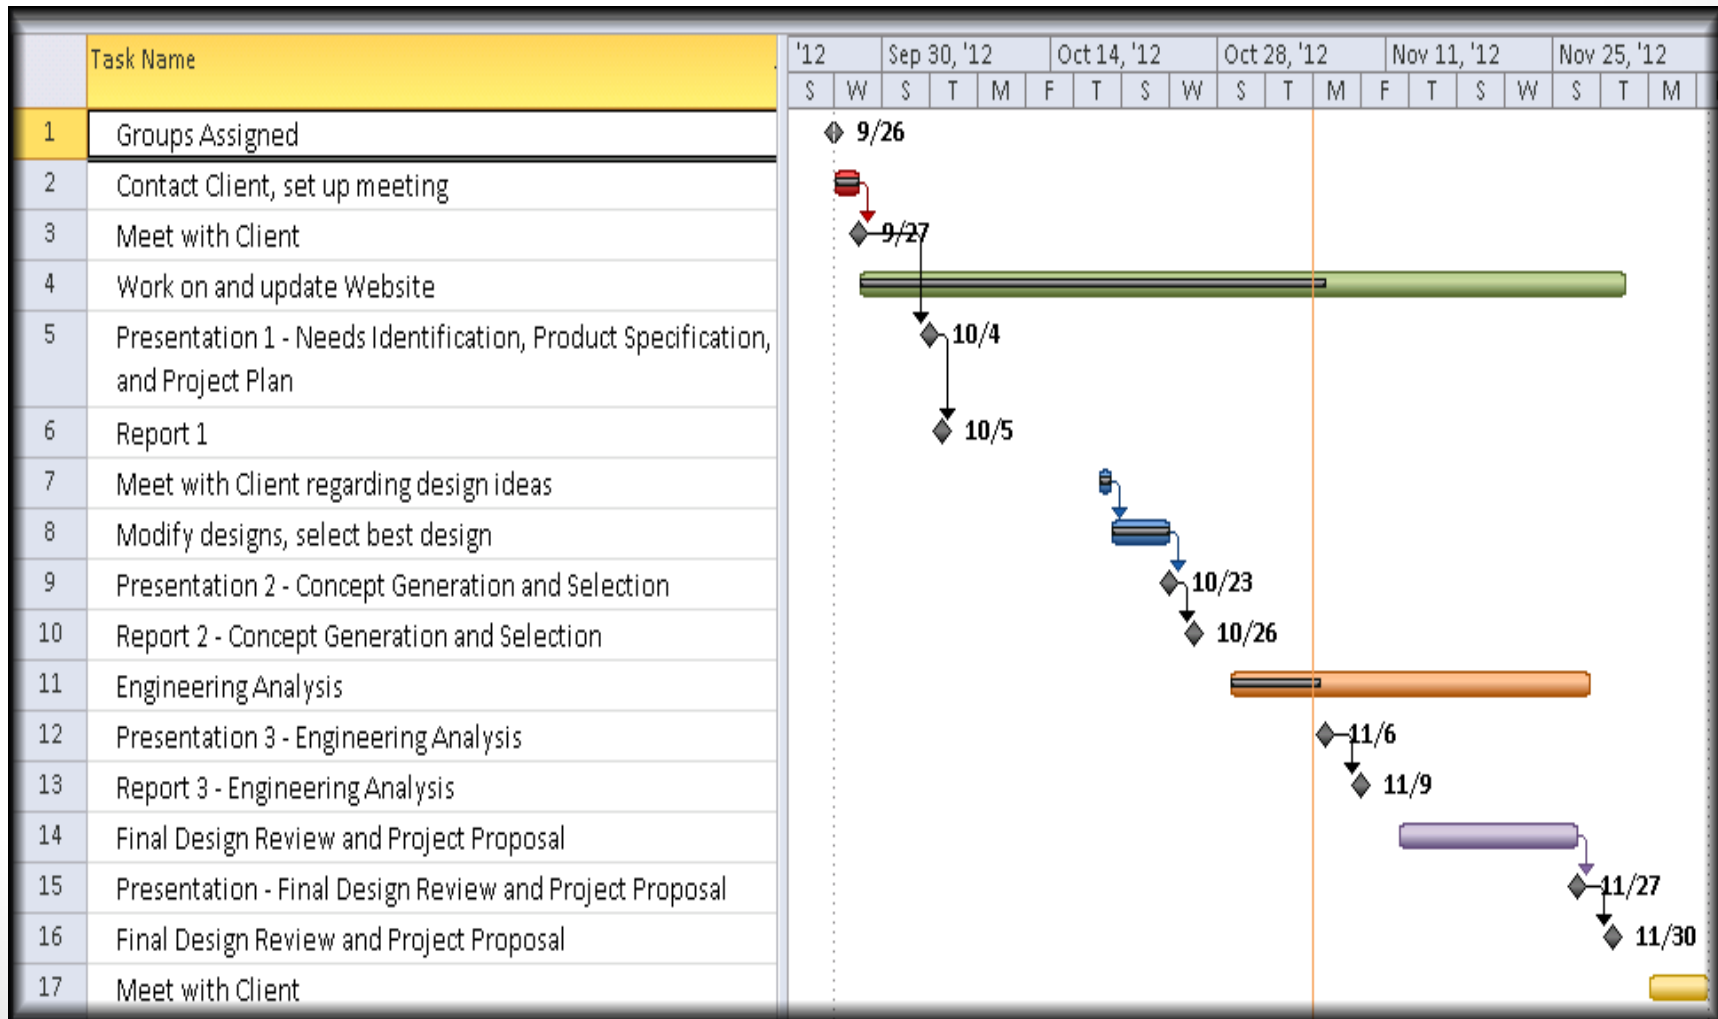 Task Name
'12 Sep 30, '12 Oct 14, '12 Oct 28, '12 Nov 11, '12 Nov 25, '12
S W S T M F T S W S T M F T S W S T M
1 Groups Assigned 9/26
2 Contact Client, set up meeting
3 Meet with Client 9/27
4 Work on and update Website
5 Presentation 1 - Needs Identification, Product Specification, 10/4
and Project Plan
6 Report 1 10/5
7 Meet with Client regarding design ideas
8 Modify designs, select best design
9 Presentation 2 - Concept Generation and Selection 10/23
10 Report 2 - Concept Generation and Selection 10/26
11 Engineering Analysis
12 Presentation 3 - Engineering Analysis 11/6
13 Report 3 - Engineering Analysis 11/9
14 Final Design Review and Project Proposal
15 Presentation - Final Design Review and Project Proposal 11/27
16 Final Design Review and Project Proposal 11/30
17 Meet with Client